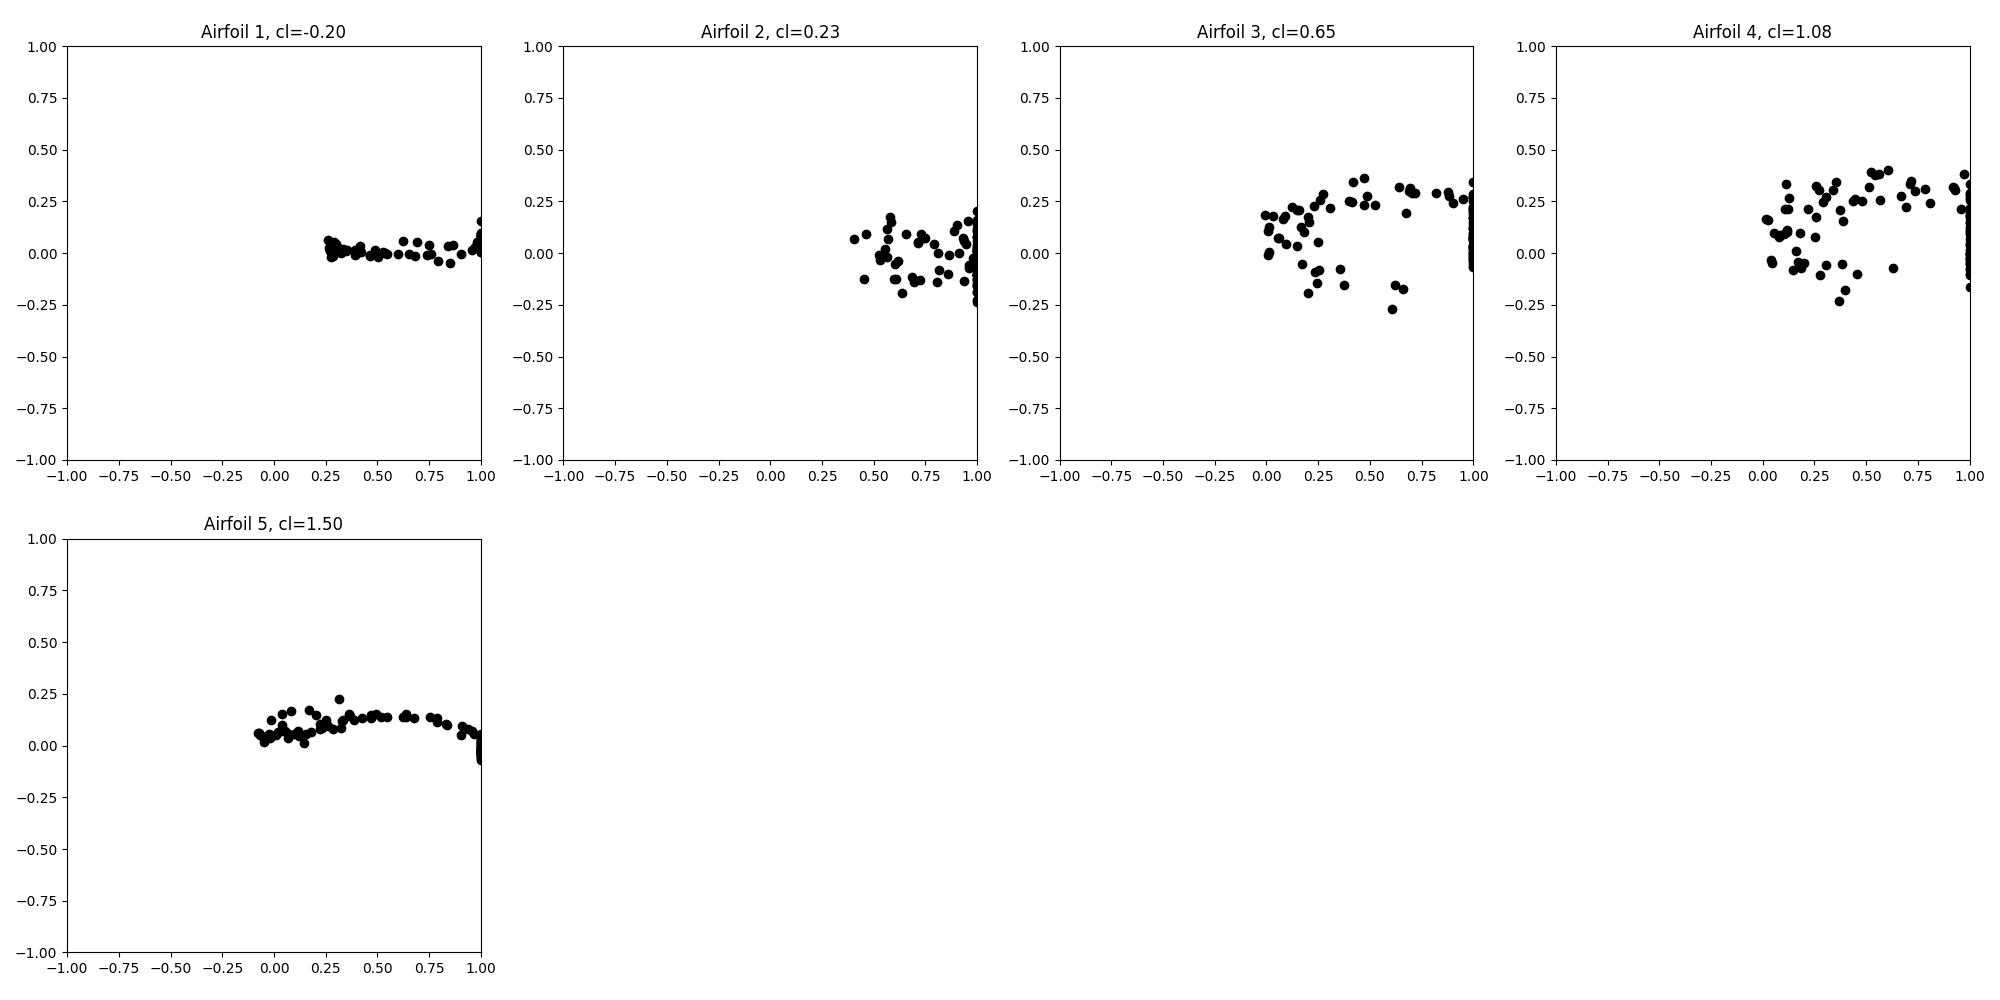 Airfoil 1, cl=-0.20
Airfoil 2, cl=0.23
Airfoil 3, cl=0.65
Airfoil 4, cl=1.08
1.00 1.00 1.00 1.00
0.75 0.75 0.75 0.75
0.50 0.50 0.50 0.50
0.25 0.25 0.25 0.25
0.00 0.00 0.00 0.00
−0.25 −0.25 −0.25 −0.25
−0.50 −0.50 −0.50 −0.50
−0.75 −0.75 −0.75 −0.75
−1.00 −1.00 −1.00 −1.00
−1.00 −0.75 −0.50 −0.25 0.00 0.25 0.50 0.75 1.00
−1.00 −0.75 −0.50 −0.25 0.00 0.25 0.50 0.75 1.00
−1.00 −0.75 −0.50 −0.25 0.00 0.25 0.50 0.75 1.00
−1.00 −0.75 −0.50 −0.25 0.00 0.25 0.50 0.75 1.00
Airfoil 5, cl=1.50
1.00
0.75
0.50
0.25
0.00
−0.25
−0.50
−0.75
−1.00
−1.00 −0.75 −0.50 −0.25 0.00 0.25 0.50 0.75 1.00